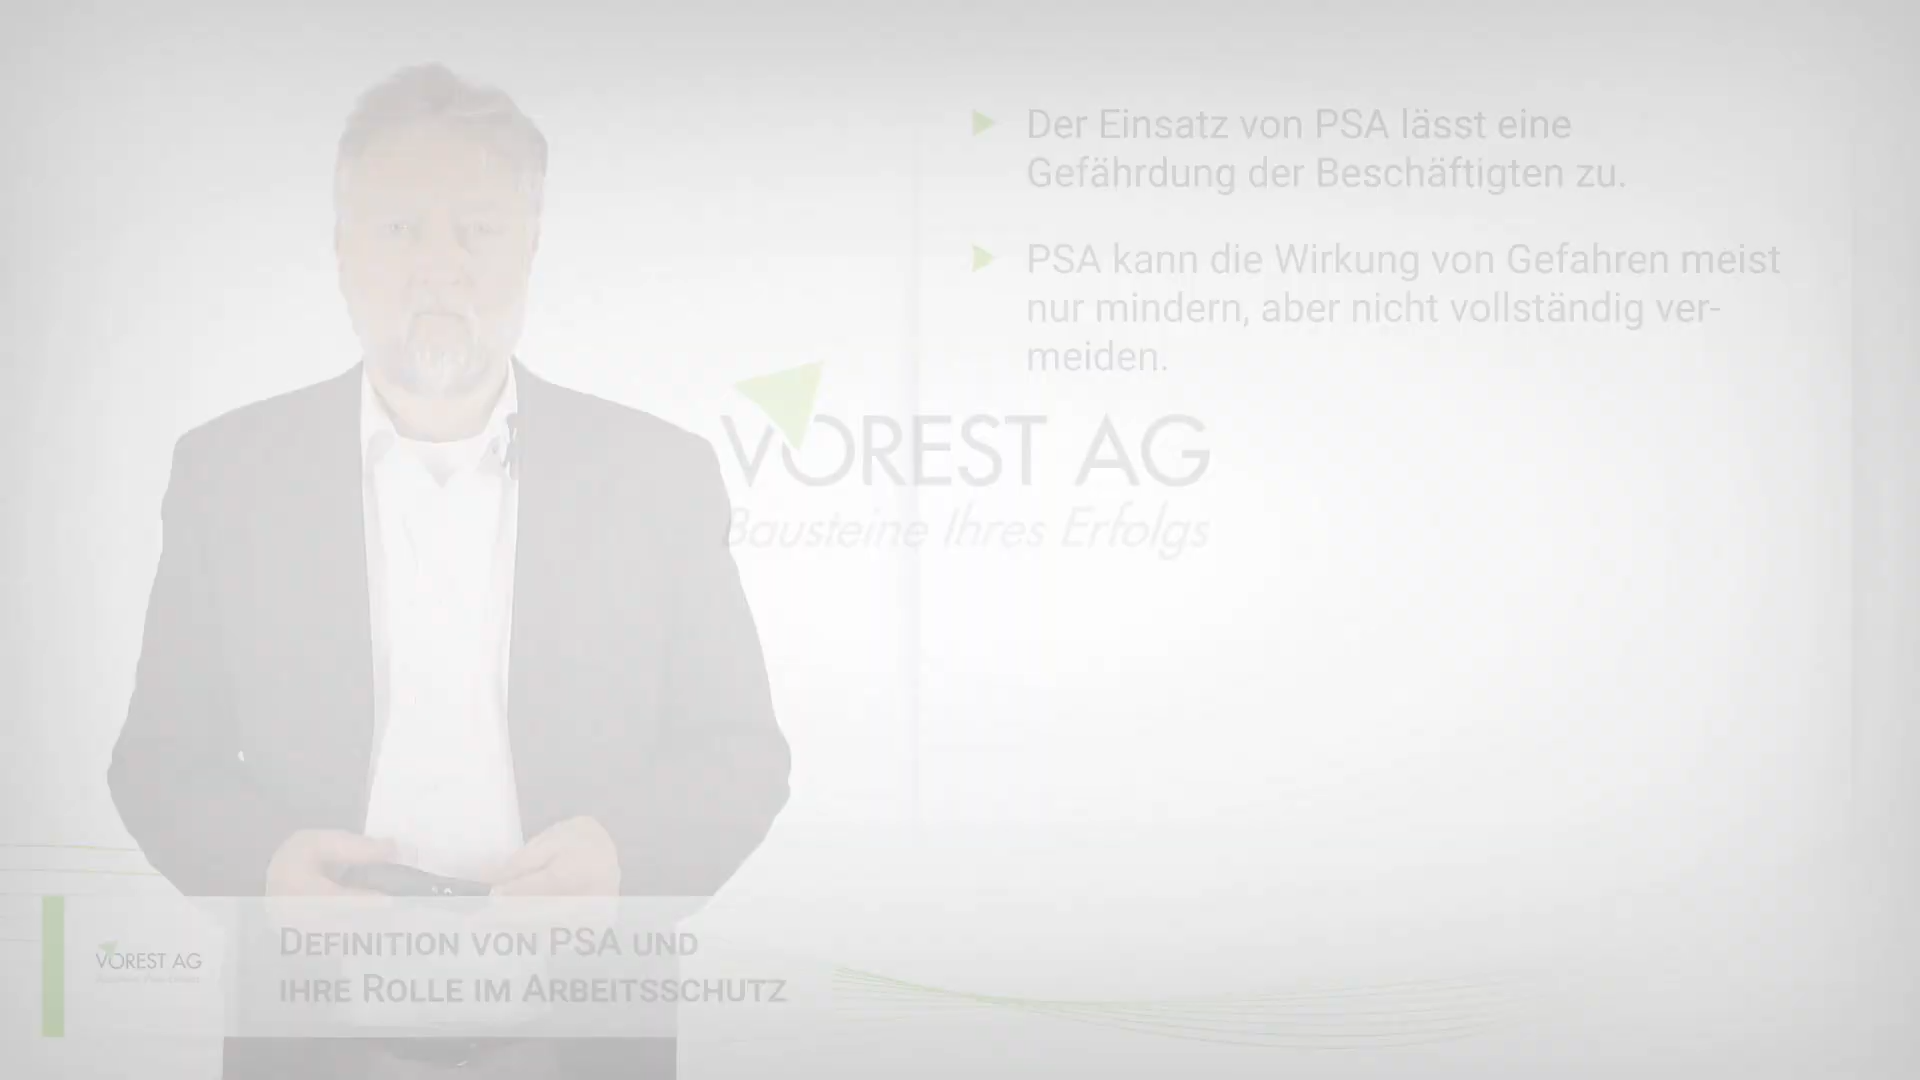 Der Einsatz von PSA lässt eine
Gefährdung der Beschäftigten zu.
PSA kann die Wirkung von Gefahren meist
nur mindern, aber nicht vollständig ver-
meiden.
VOREST AG
Bausteine Ihres Erfolgs
VOREST AG
DEFINITION VON PSA UND
IHRE ROLLE IM ARBEITSSCHUTZ